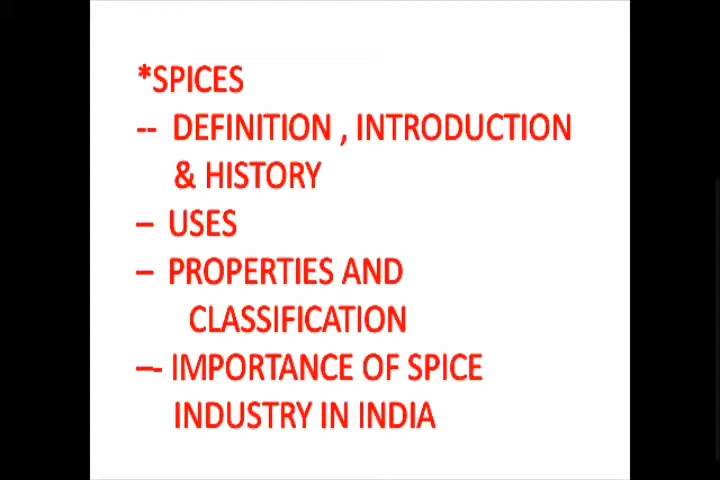 *SPICES
-- DEFINITION , INTRODUCTION
& HISTORY
– USES
– PROPERTIES AND
CLASSIFICATION
–- IMPORTANCE OF SPICE
INDUSTRY IN INDIA